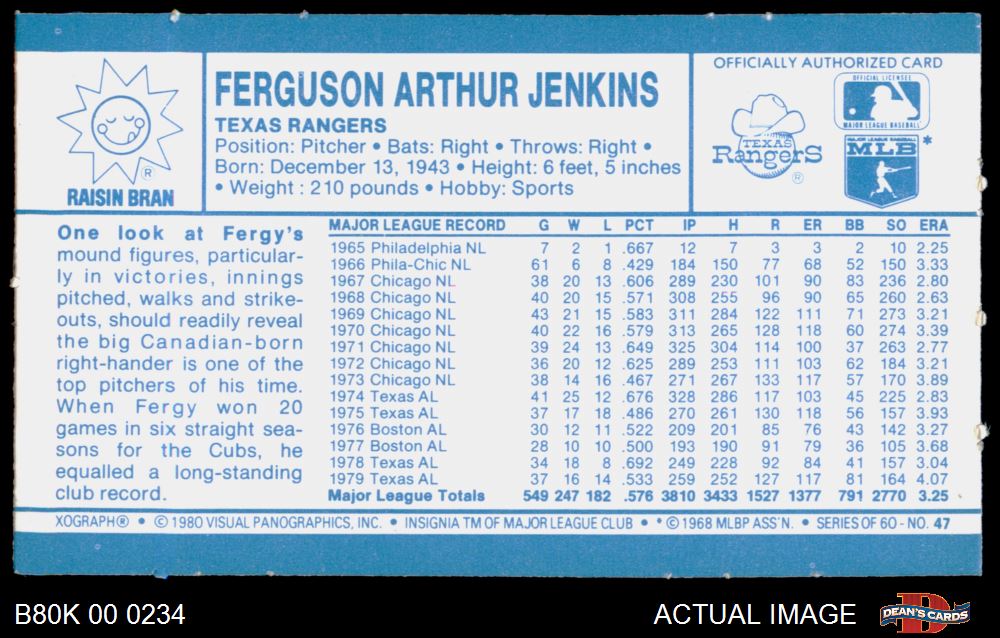 FERGUSON ARTHUR JENKINS
TEXAS RANGERS
Position: Pitcher • Bats: Right • Throws: Right •
Born: December 13, 1943 • Height: 6 feet, 5 inches
• Weight : 210 pounds • Hobby: Sports
®
RAISIN BRAN
OFFICIALLY AUTHORIZED CARD
OFFICIAL LICENSEE
MAJOR LEAGUE BASEBALL
TEXAS
RangerS
®
MAJOR LEAGUE BASEBALL
MLB *
One look at Fergy's
mound figures, particular-
ly in victories, innings
pitched, walks and strike-
outs, should readily reveal
the big Canadian-born
right-hander is one of the
top pitchers of his time.
When Fergy won 20
games in six straight sea-
sons for the Cubs, he
equalled a long-standing
club record.
MAJOR LEAGUE RECORD G W L PCT IP H R ER BB SO ERA
1965 Philadelphia NL 7 2 1 .667 12 7 3 3 2 10 2.25
1966 Phila-Chic NL 61 6 8 .429 184 150 77 68 52 150 3.33
1967 Chicago NL 38 20 13 .606 289 230 101 90 83 236 2.80
1968 Chicago NL 40 20 15 .571 308 255 96 90 65 260 2.63
1969 Chicago NL 43 21 15 .583 311 284 122 111 71 273 3.21
1970 Chicago NL 40 22 16 .579 313 265 128 118 60 274 3.39
1971 Chicago NL 39 24 13 .649 325 304 114 100 37 263 2.77
1972 Chicago NL 36 20 12 .625 289 253 111 103 62 184 3.21
1973 Chicago NL 38 14 16 .467 271 267 133 117 57 170 3.89
1974 Texas AL 41 25 12 .676 328 286 117 103 45 225 2.83
1975 Texas AL 37 17 18 .486 270 261 130 118 56 157 3.93
1976 Boston AL 30 12 11 .522 209 201 85 76 43 142 3.27
1977 Boston AL 28 10 10 .500 193 190 91 79 36 105 3.68
1978 Texas AL 34 18 8 .692 249 228 92 84 41 157 3.04
1979 Texas AL 37 16 14 .533 259 252 127 117 81 164 4.07
Major League Totals 549 247 182 .576 3810 3433 1527 1377 791 2770 3.25
XOGRAPH® • © 1980 VISUAL PANOGRAPHICS, INC. • INSIGNIA TM OF MAJOR LEAGUE CLUB • * © 1968 MLBP ASS'N. • SERIES OF 60 - NO. 47
B80K 00 0234
ACTUAL IMAGE
DEAN'S CARDS